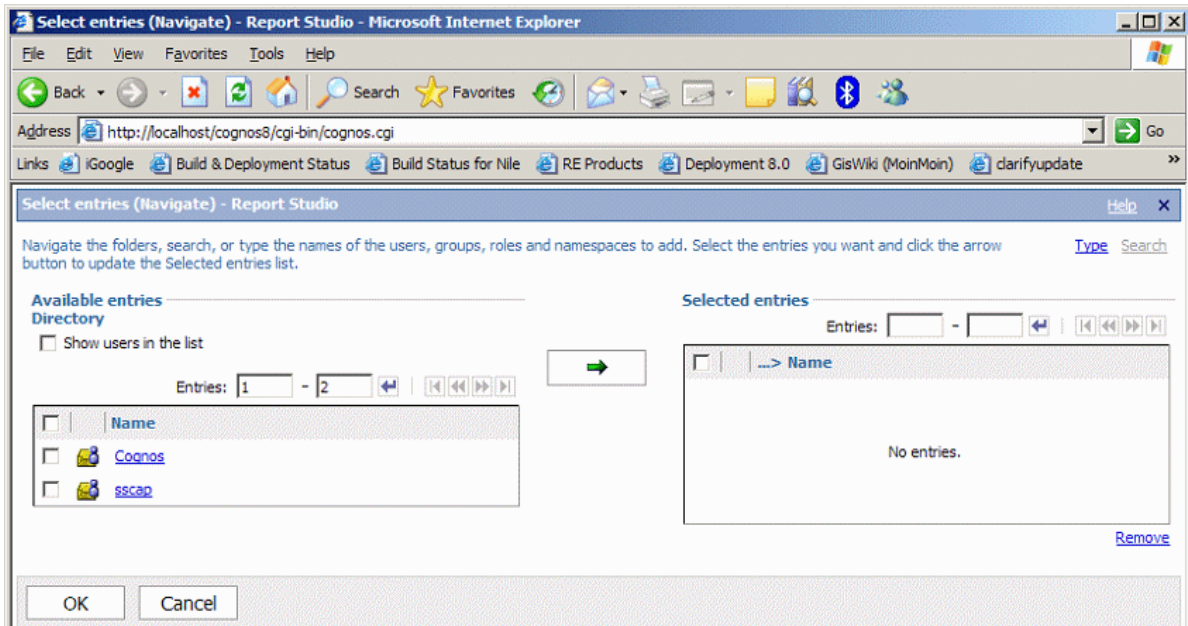 Select entries (Navigate) - Report Studio - Microsoft Internet Explorer
File Edit View Favorites Tools Help
Back Search Favorites
Address http://localhost/cognos8/cgi-bin/cognos.cgi Go
Links iGoogle Build & Deployment Status Build Status for Nile RE Products Deployment 8.0 GisWiki (MoinMoin) clarifyupdate »
Select entries (Navigate) - Report Studio Help X
Navigate the folders, search, or type the names of the users, groups, roles and namespaces to add. Select the entries you want and click the arrow Type Search
button to update the Selected entries list.
Available entries Selected entries
Directory
Entries: -
Show users in the list
...> Name
Entries: 1 - 2
Name
Cognos No entries.
sscap
Remove
OK Cancel